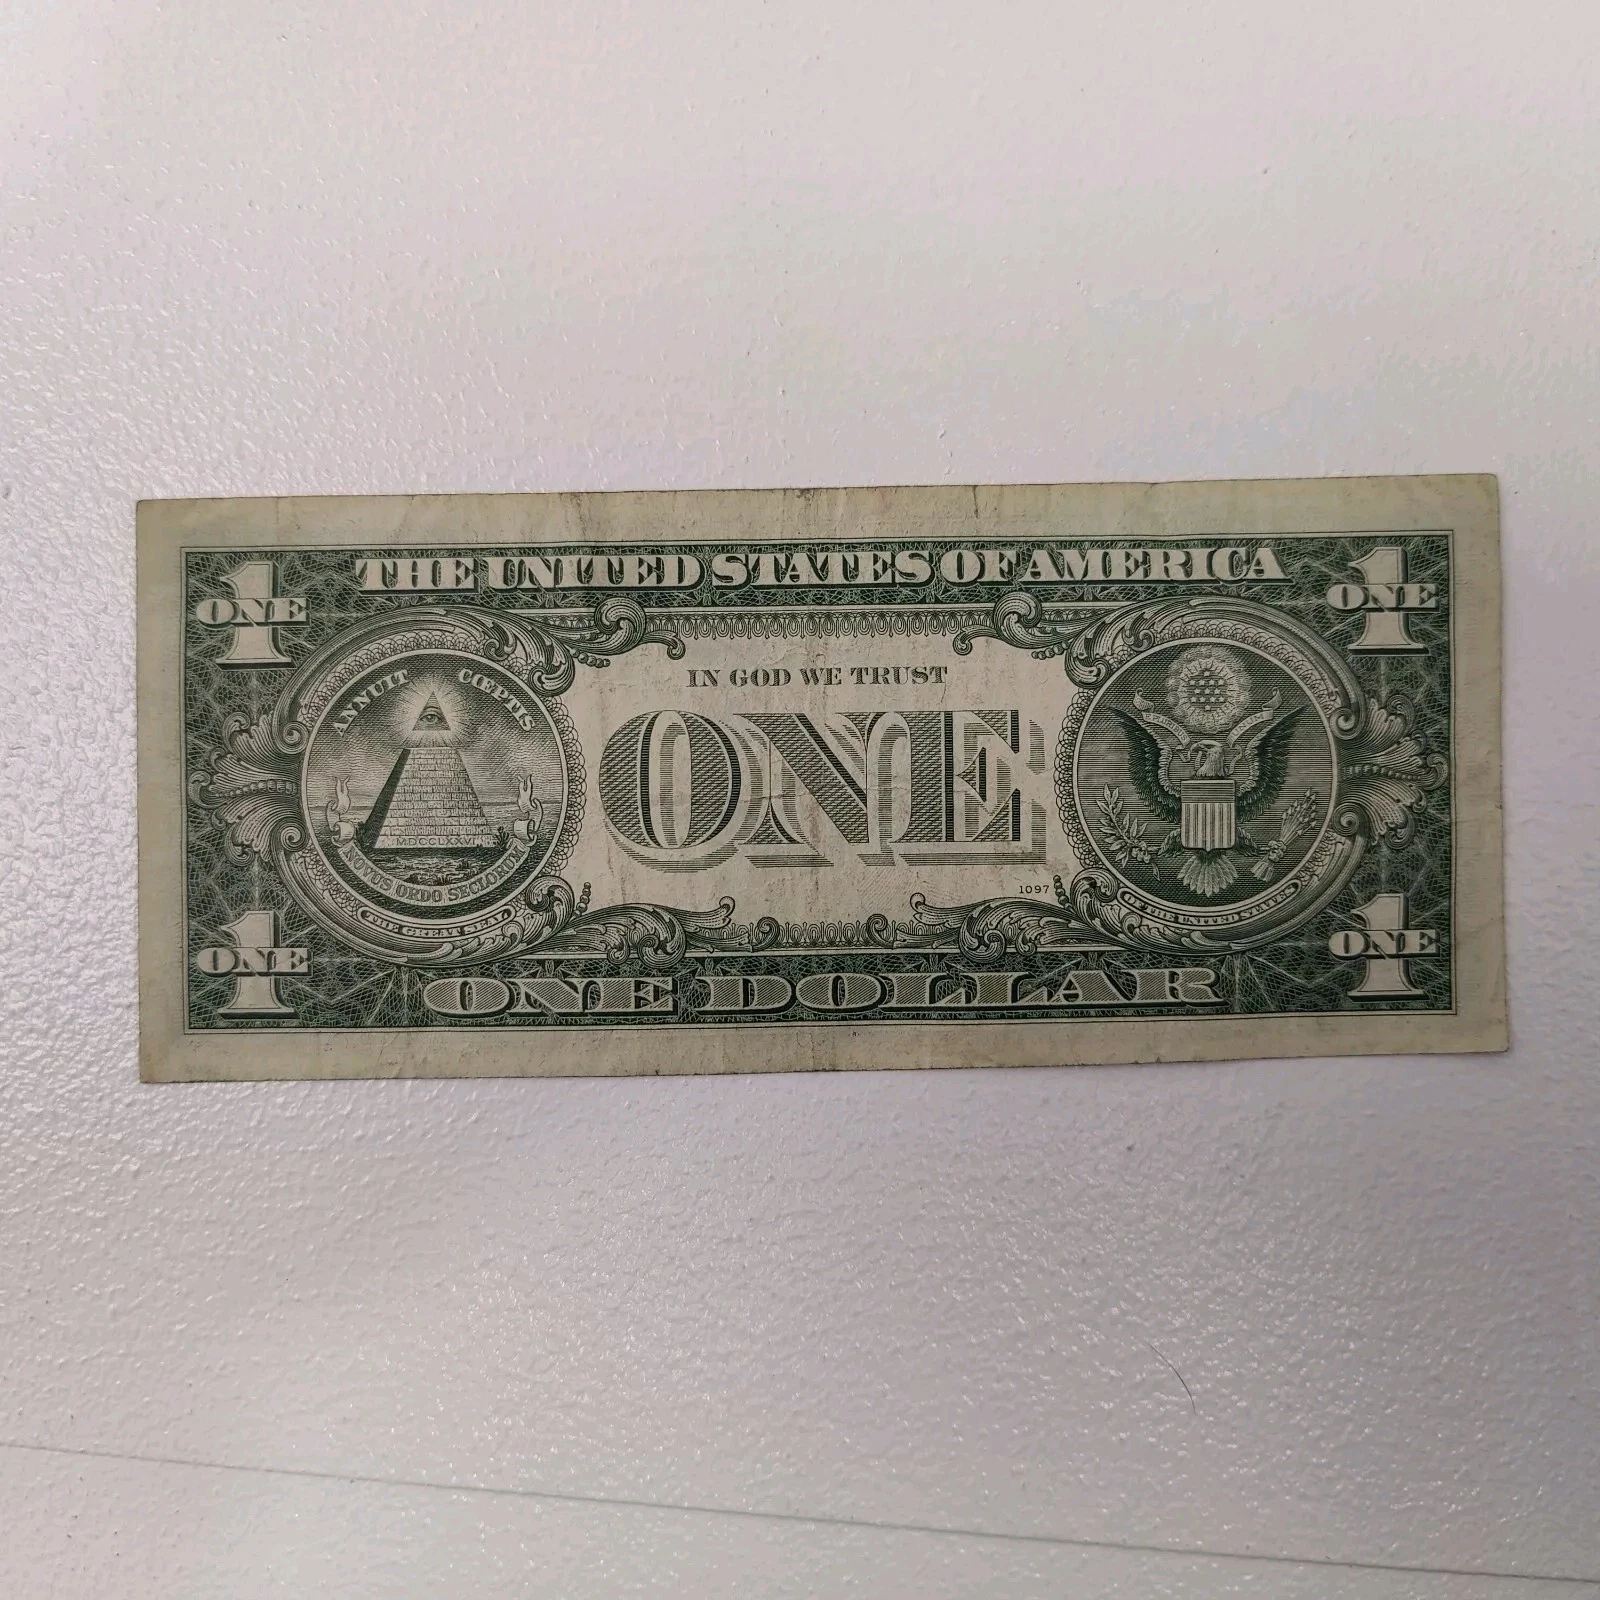 THE UNITED STATES OF AMERICA
1
ONE
1
ONE
IN GOD WE TRUST
ANNUIT CŒPTIS
ONE
MDCCLXXVI
NOVUS ORDO SECLORUM
1097
THE GREAT SEAL
OF THE UNITED STATES
1
ONE
1
ONE
ONE DOLLAR